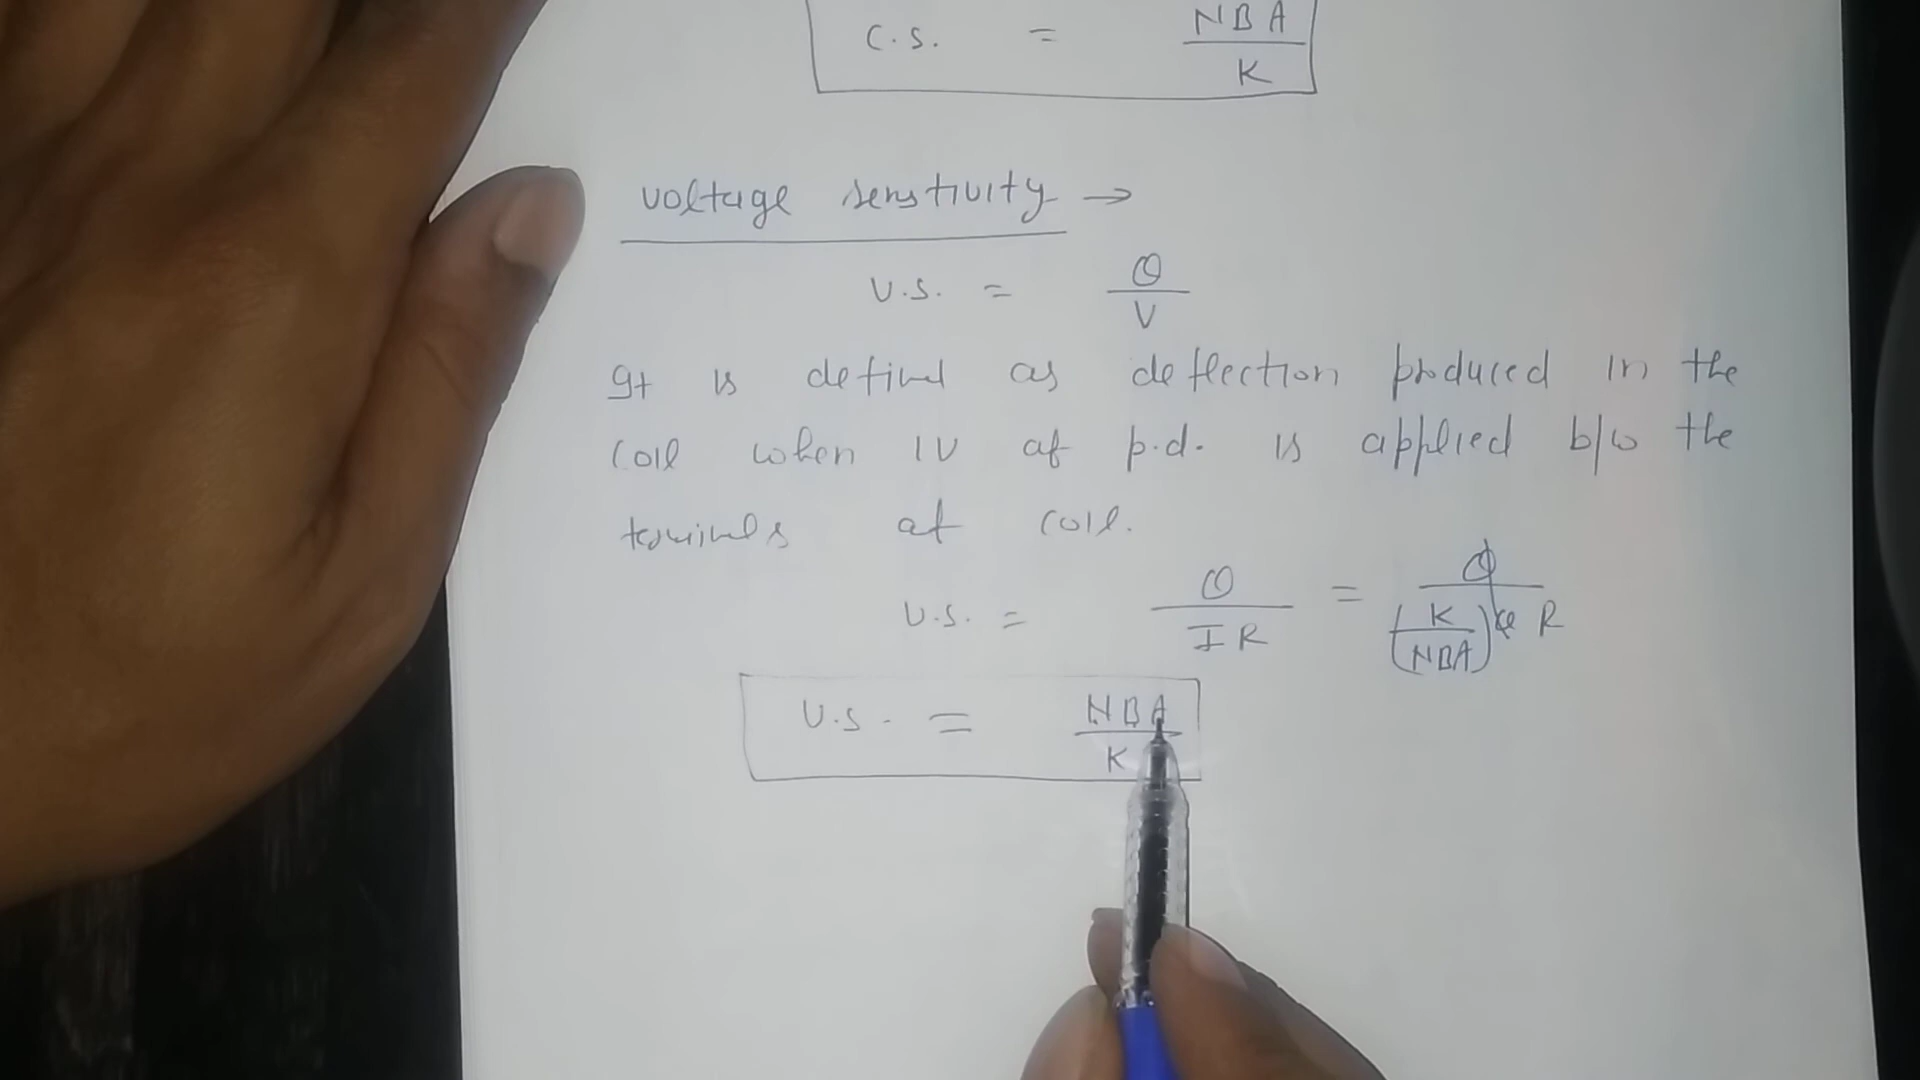 C.S. = NBA / K
voltage senstivity →
V.S. = θ / V
It is defined as deflection produced in the
coil when 1V of p.d. is applied b/w the
terminals of coil.
V.S. = θ / IR = θ / (K / NBA) θ R
V.S. = NBA / K